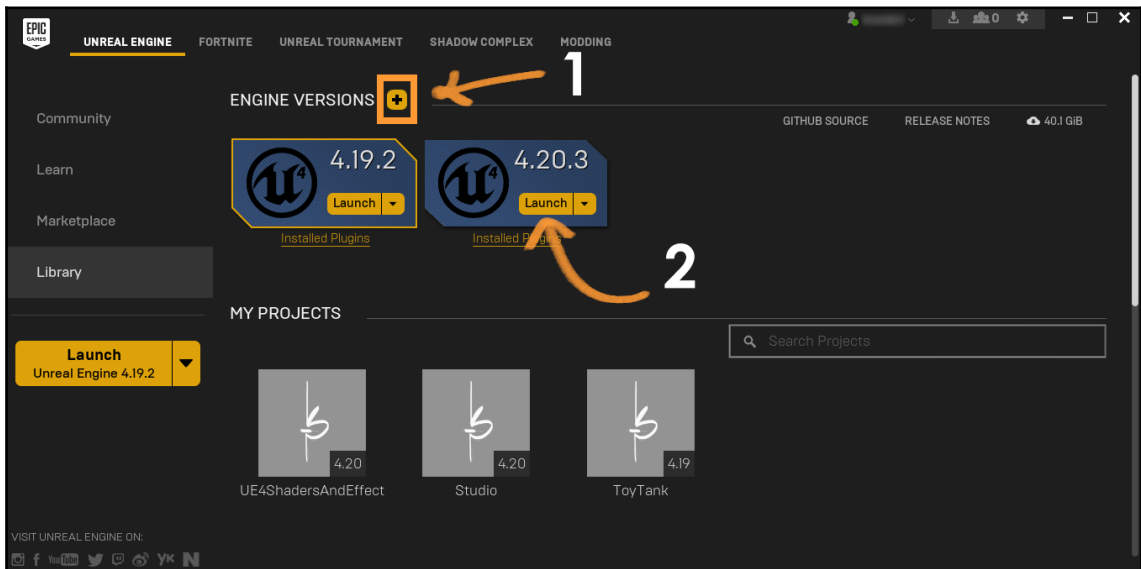 EPIC
GAMES
UNREAL ENGINE FORTNITE UNREAL TOURNAMENT SHADOW COMPLEX MODDING
0
1
ENGINE VERSIONS
GITHUB SOURCE RELEASE NOTES 40.1 GiB
Community
Learn
Marketplace
Library
4.19.2
Launch
Installed Plugins
4.20.3
Launch
Installed Plugins
2
Launch
Unreal Engine 4.19.2
MY PROJECTS
Search Projects
4.20
UE4ShadersAndEffect
4.20
Studio
4.19
ToyTank
VISIT UNREAL ENGINE ON:
You Tube